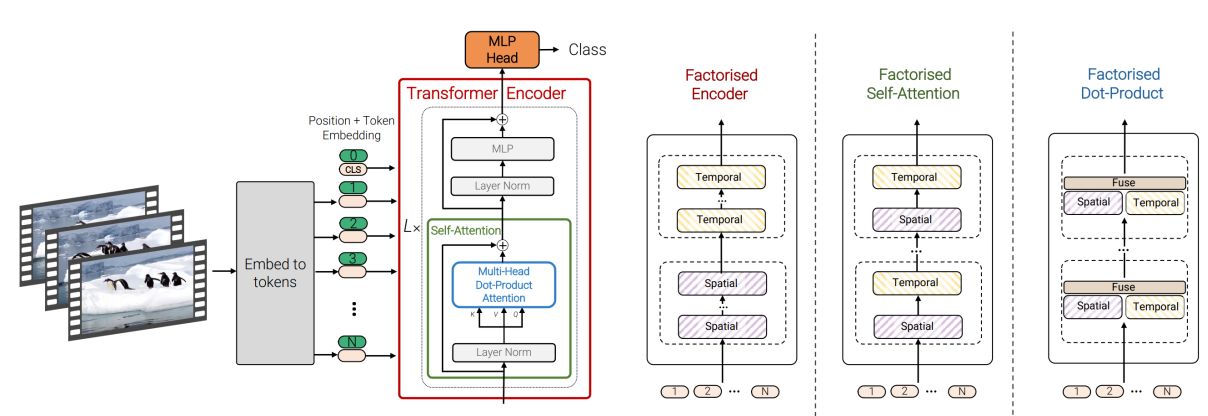 MLP
Head
Class
Transformer Encoder
Position + Token
Embedding
0
CLS
1
2
3
N
Embed to
tokens
L×
MLP
Layer Norm
Self-Attention
Multi-Head
Dot-Product
Attention
K V Q
Layer Norm
Factorised
Encoder
Temporal
...
Temporal
Spatial
...
Spatial
1 2 ... N
Factorised
Self-Attention
Temporal
Spatial
...
Temporal
Spatial
1 2 ... N
Factorised
Dot-Product
Fuse
Spatial Temporal
...
Fuse
Spatial Temporal
1 2 ... N